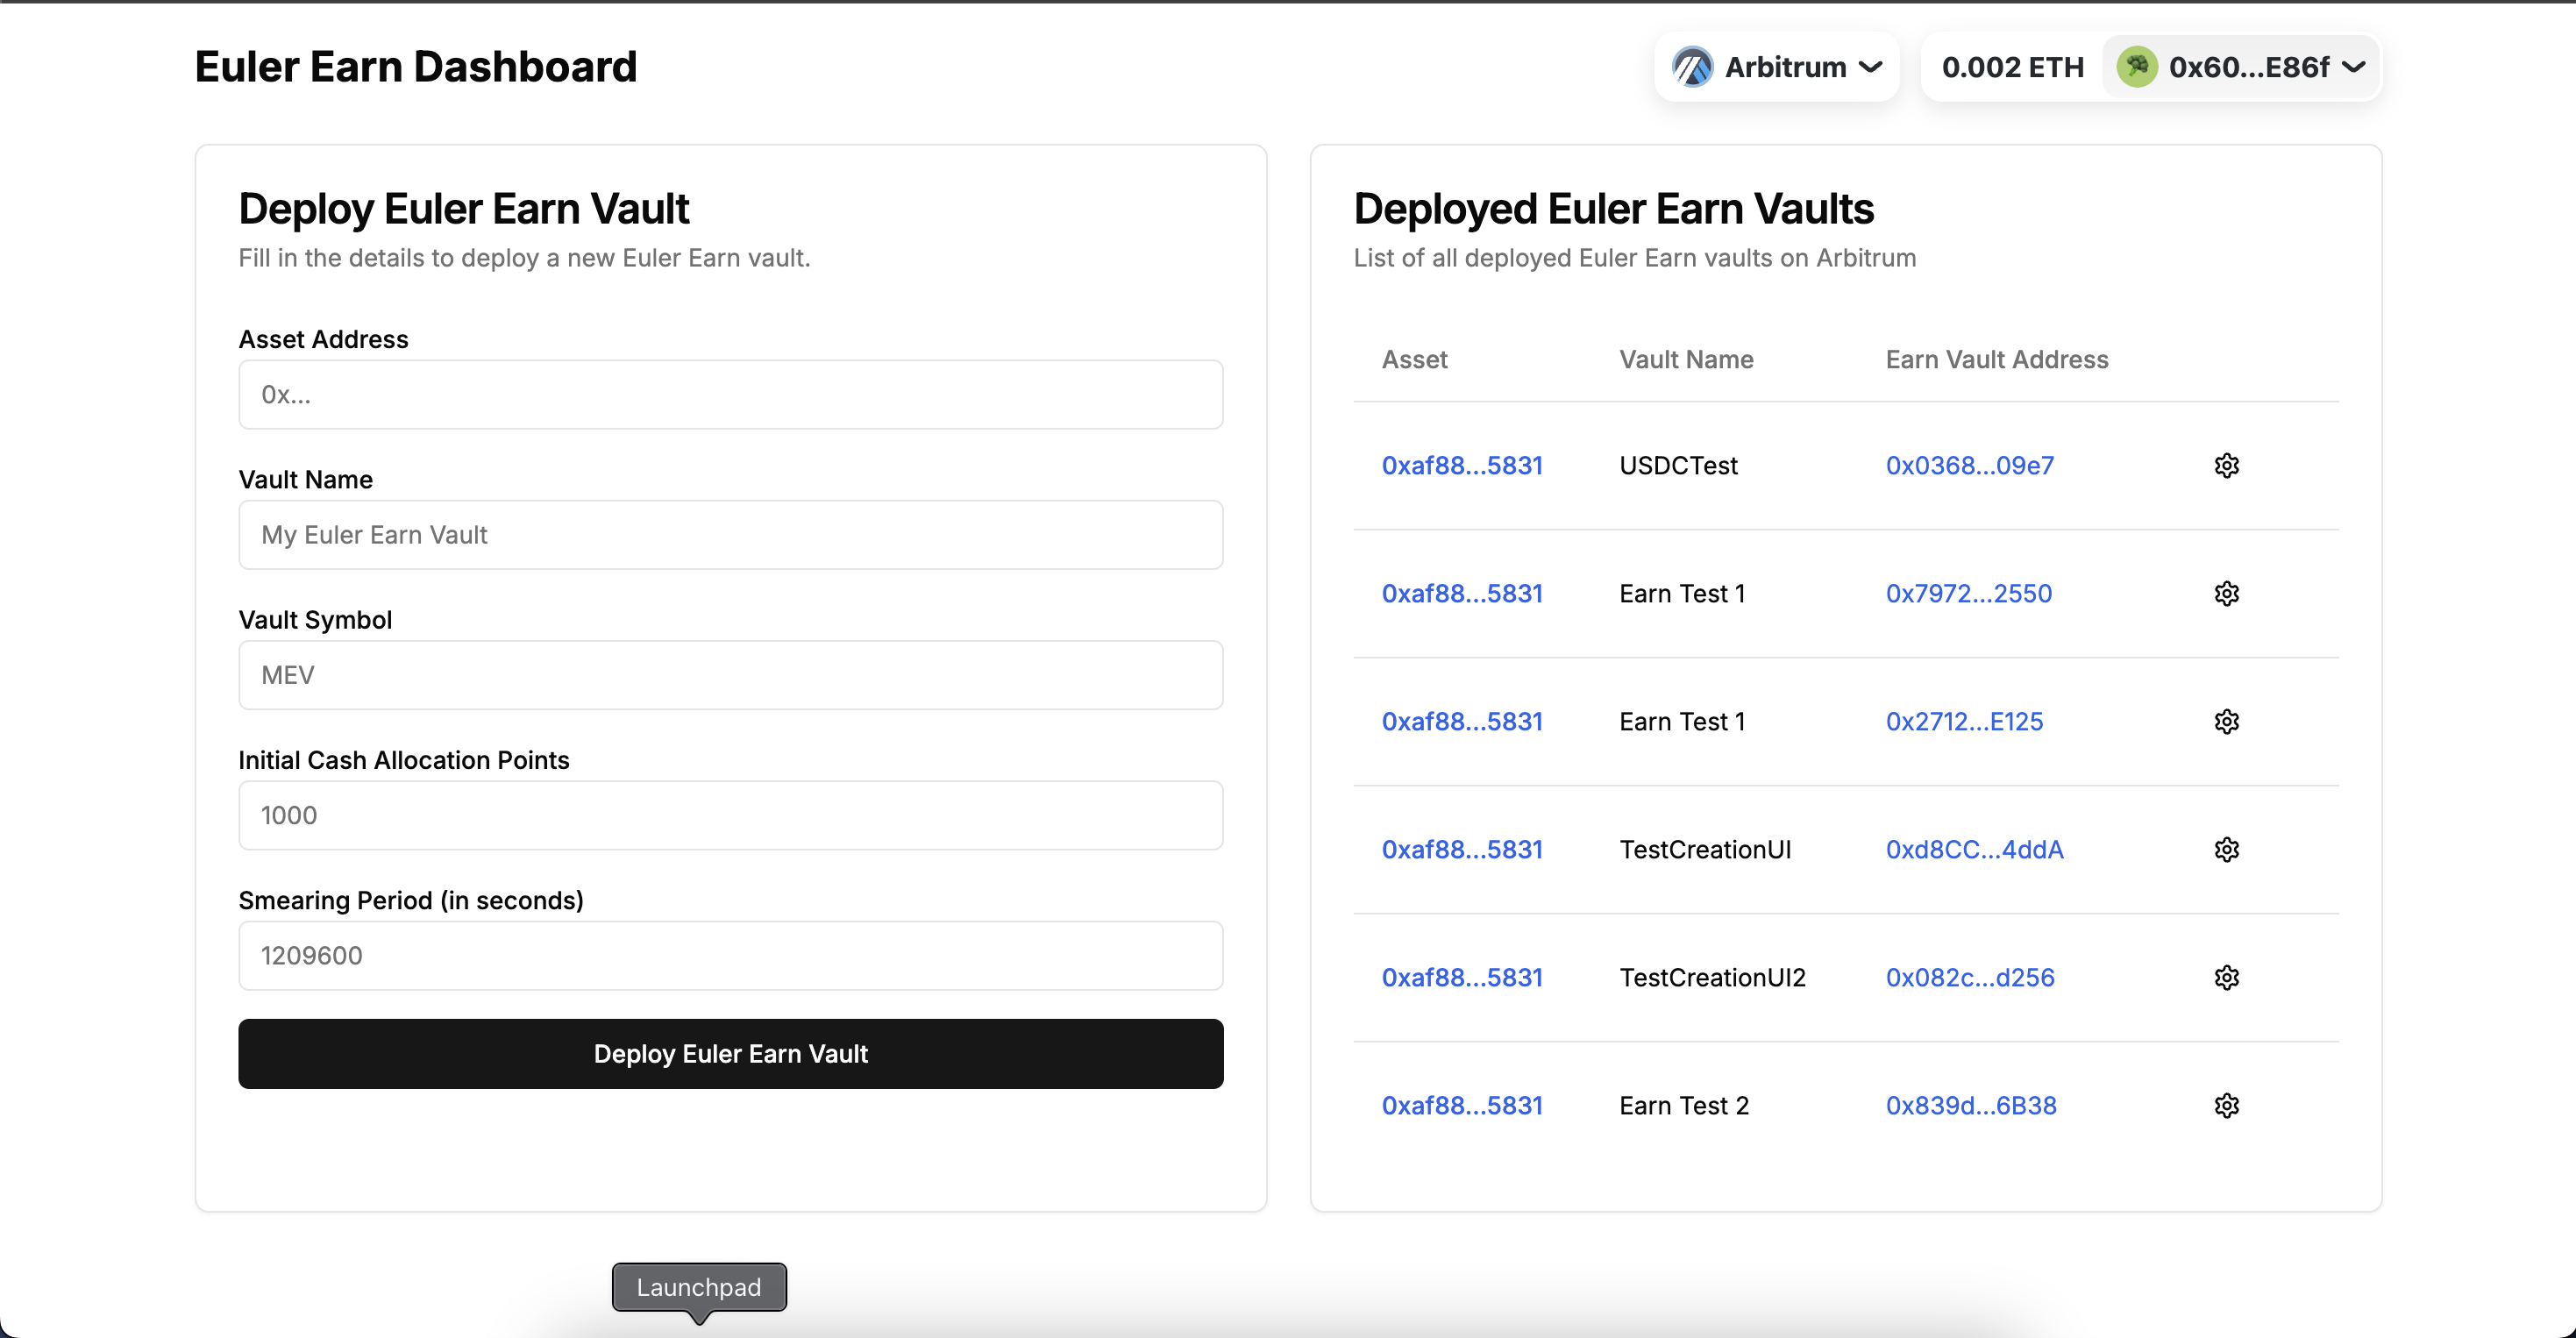 Euler Earn Dashboard
Arbitrum
0.002 ETH
0x60...E86f
Deploy Euler Earn Vault
Fill in the details to deploy a new Euler Earn vault.
Asset Address
0x...
Vault Name
My Euler Earn Vault
Vault Symbol
MEV
Initial Cash Allocation Points
1000
Smearing Period (in seconds)
1209600
Deploy Euler Earn Vault
Deployed Euler Earn Vaults
List of all deployed Euler Earn vaults on Arbitrum
Asset Vault Name Earn Vault Address
0xaf88...5831 USDCTest 0x0368...09e7
0xaf88...5831 Earn Test 1 0x7972...2550
0xaf88...5831 Earn Test 1 0x2712...E125
0xaf88...5831 TestCreationUI 0xd8CC...4ddA
0xaf88...5831 TestCreationUI2 0x082c...d256
0xaf88...5831 Earn Test 2 0x839d...6B38
Launchpad